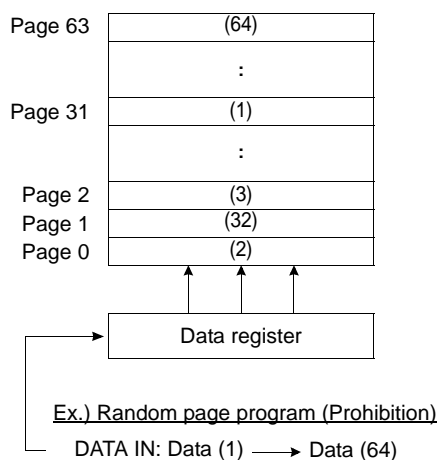 Page 63 (64)
:
Page 31 (1)
:
Page 2 (3)
Page 1 (32)
Page 0 (2)
Data register
Ex.) Random page program (Prohibition)
DATA IN: Data (1) Data (64)